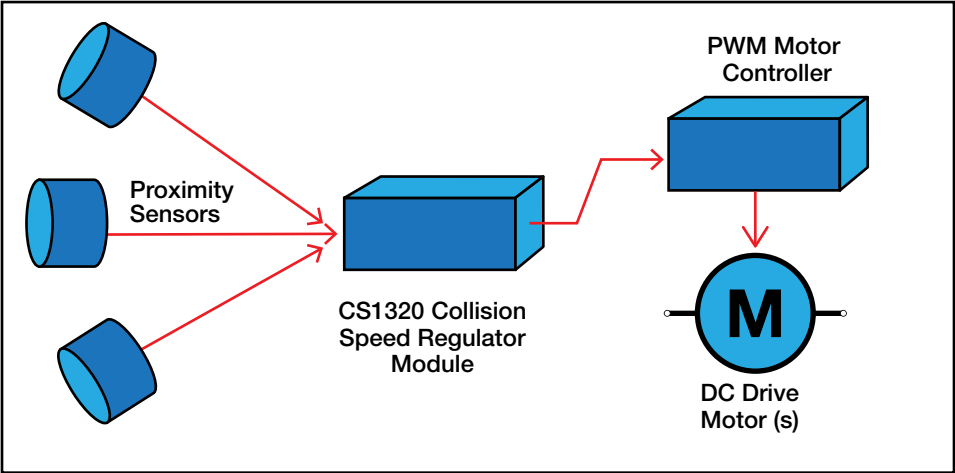 Proximity
Sensors
CS1320 Collision
Speed Regulator
Module
PWM Motor
Controller
M
DC Drive
Motor (s)